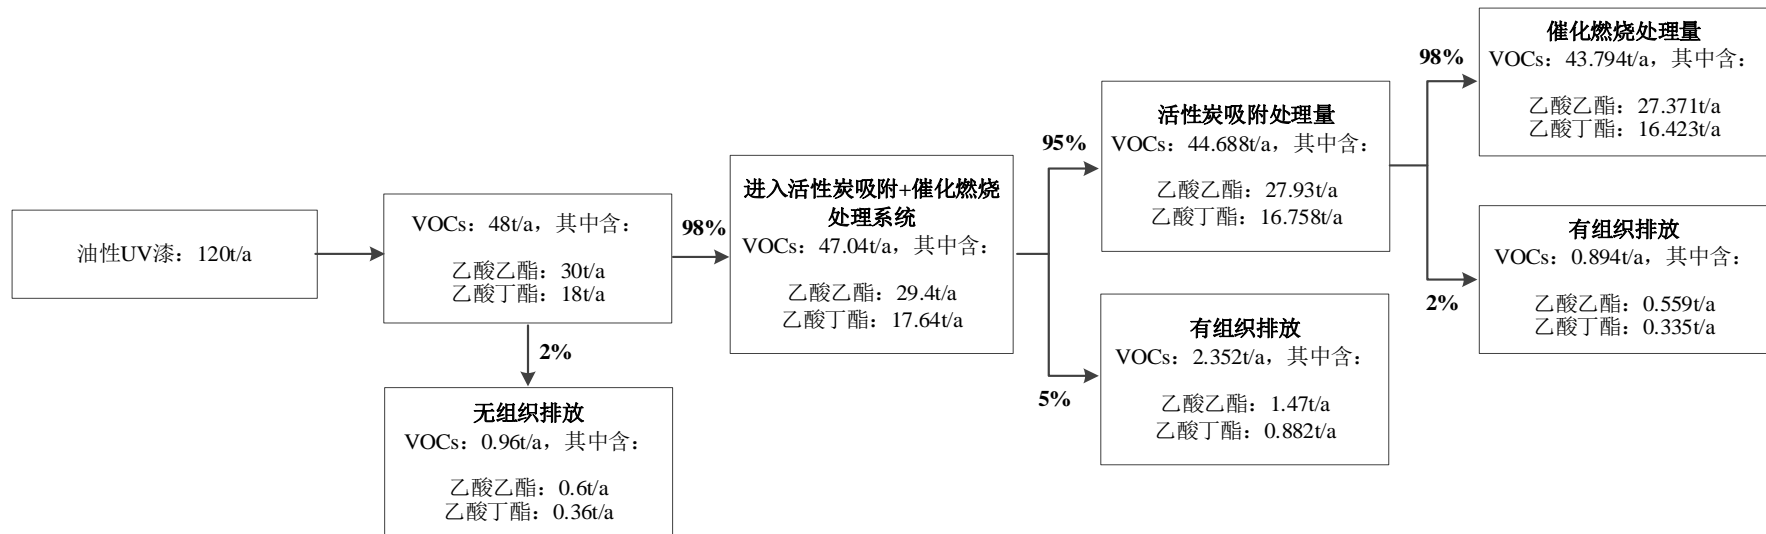 油性UV漆：120t/a
VOCs：48t/a，其中含：
乙酸乙酯：30t/a
乙酸丁酯：18t/a
2%
无组织排放
VOCs：0.96t/a，其中含：
乙酸乙酯：0.6t/a
乙酸丁酯：0.36t/a
98%
进入活性炭吸附+催化燃烧
处理系统
VOCs：47.04t/a，其中含：
乙酸乙酯：29.4t/a
乙酸丁酯：17.64t/a
95%
活性炭吸附处理量
VOCs：44.688t/a，其中含：
乙酸乙酯：27.93t/a
乙酸丁酯：16.758t/a
5%
有组织排放
VOCs：2.352t/a，其中含：
乙酸乙酯：1.47t/a
乙酸丁酯：0.882t/a
98%
催化燃烧处理量
VOCs：43.794t/a，其中含：
乙酸乙酯：27.371t/a
乙酸丁酯：16.423t/a
2%
有组织排放
VOCs：0.894t/a，其中含：
乙酸乙酯：0.559t/a
乙酸丁酯：0.335t/a